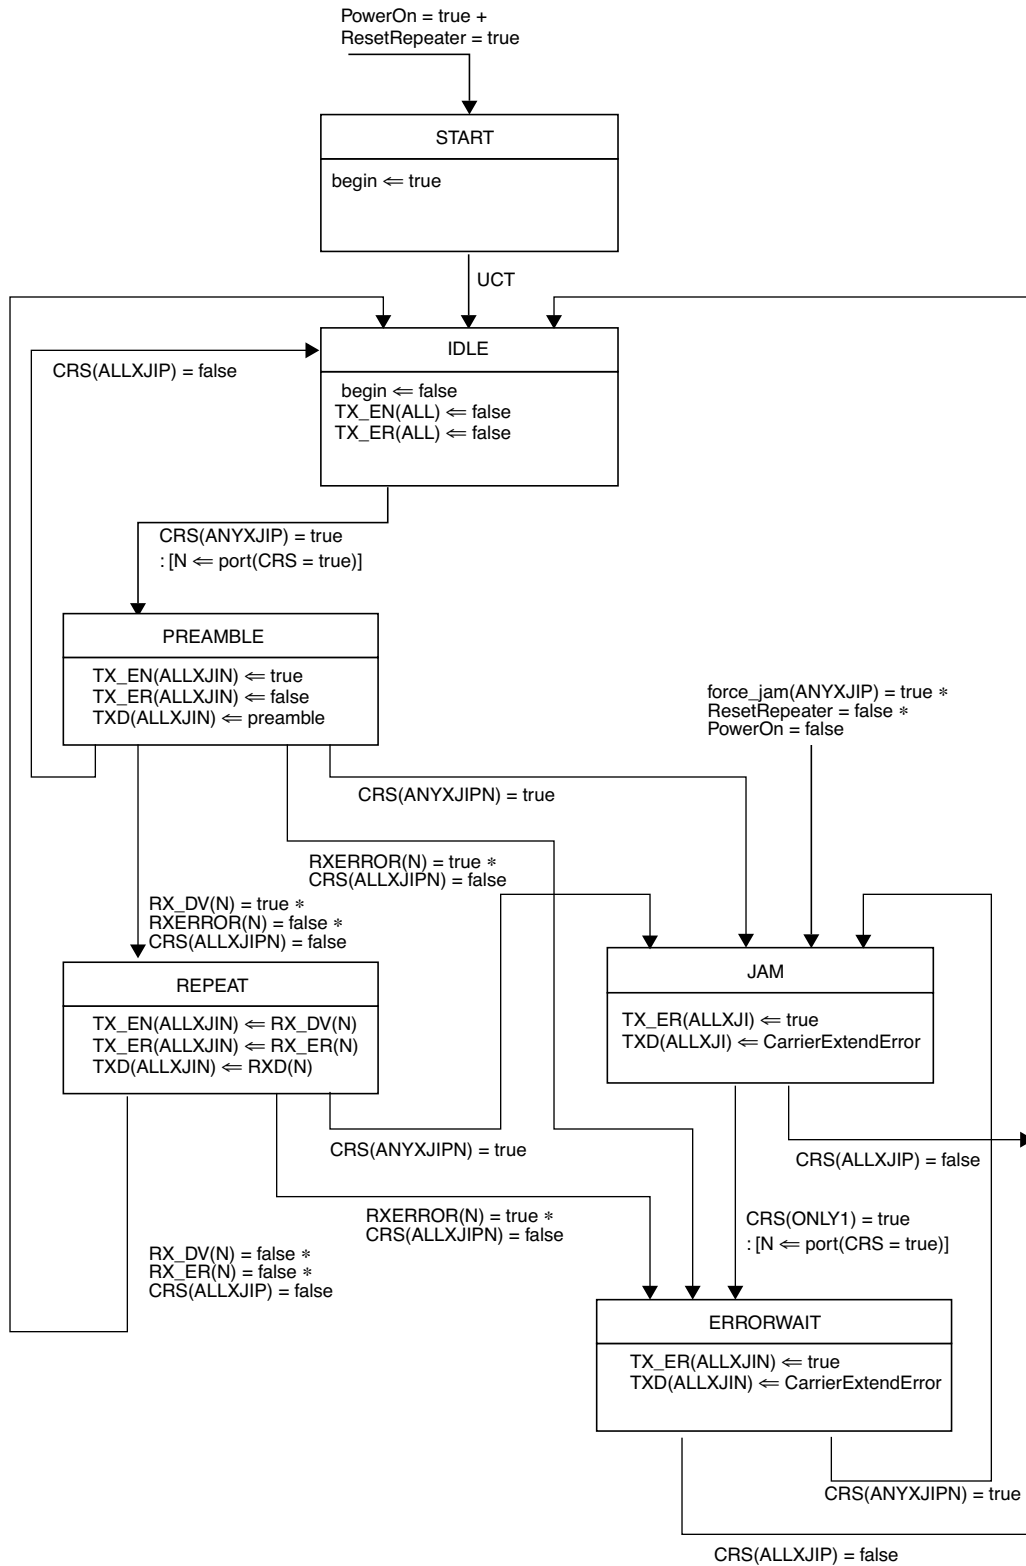 PowerOn = true +
ResetRepeater = true
START
begin ⇐ true
UCT
IDLE
CRS(ALLXJIP) = false
begin ⇐ false
TX_EN(ALL) ⇐ false
TX_ER(ALL) ⇐ false
CRS(ANYXJIP) = true
: [N ⇐ port(CRS = true)]
PREAMBLE
TX_EN(ALLXJIN) ⇐ true
TX_ER(ALLXJIN) ⇐ false
TXD(ALLXJIN) ⇐ preamble
force_jam(ANYXJIP) = true *
ResetRepeater = false *
PowerOn = false
CRS(ANYXJIPN) = true
RXERROR(N) = true *
CRS(ALLXJIPN) = false
RX_DV(N) = true *
RXERROR(N) = false *
CRS(ALLXJIPN) = false
REPEAT
TX_EN(ALLXJIN) ⇐ RX_DV(N)
TX_ER(ALLXJIN) ⇐ RX_ER(N)
TXD(ALLXJIN) ⇐ RXD(N)
JAM
TX_ER(ALLXJI) ⇐ true
TXD(ALLXJI) ⇐ CarrierExtendError
CRS(ANYXJIPN) = true
CRS(ALLXJIP) = false
RXERROR(N) = true *
CRS(ALLXJIPN) = false
CRS(ONLY1) = true
: [N ⇐ port(CRS = true)]
RX_DV(N) = false *
RX_ER(N) = false *
CRS(ALLXJIP) = false
ERRORWAIT
TX_ER(ALLXJIN) ⇐ true
TXD(ALLXJIN) ⇐ CarrierExtendError
CRS(ANYXJIPN) = true
CRS(ALLXJIP) = false